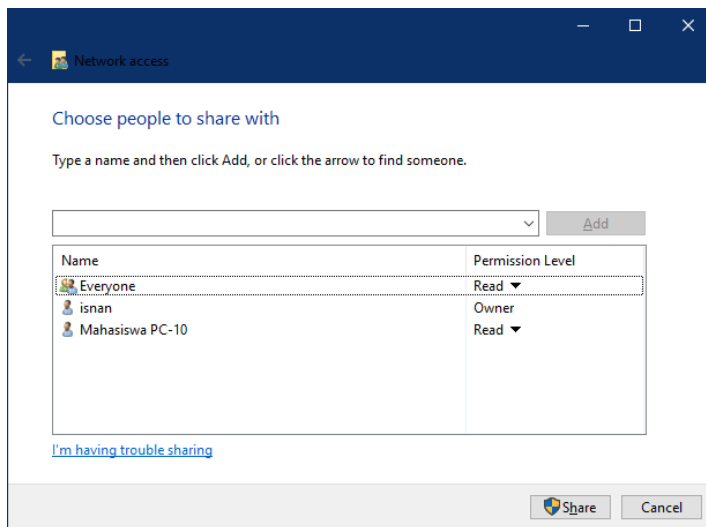 Network access
Choose people to share with
Type a name and then click Add, or click the arrow to find someone.
Add
Name Permission Level
Everyone Read
isnan Owner
Mahasiswa PC-10 Read
I'm having trouble sharing
Share Cancel